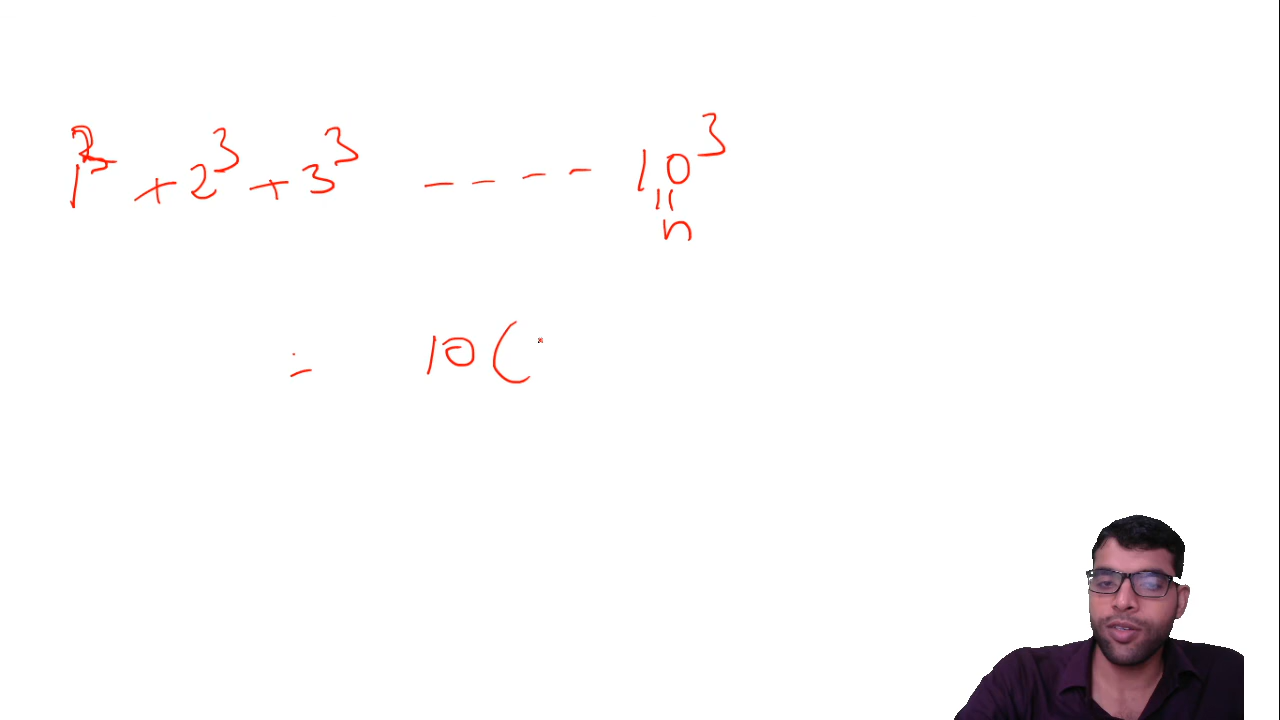 1³ + 2³ + 3³ - - - - 10³
॥
n
= 10 (